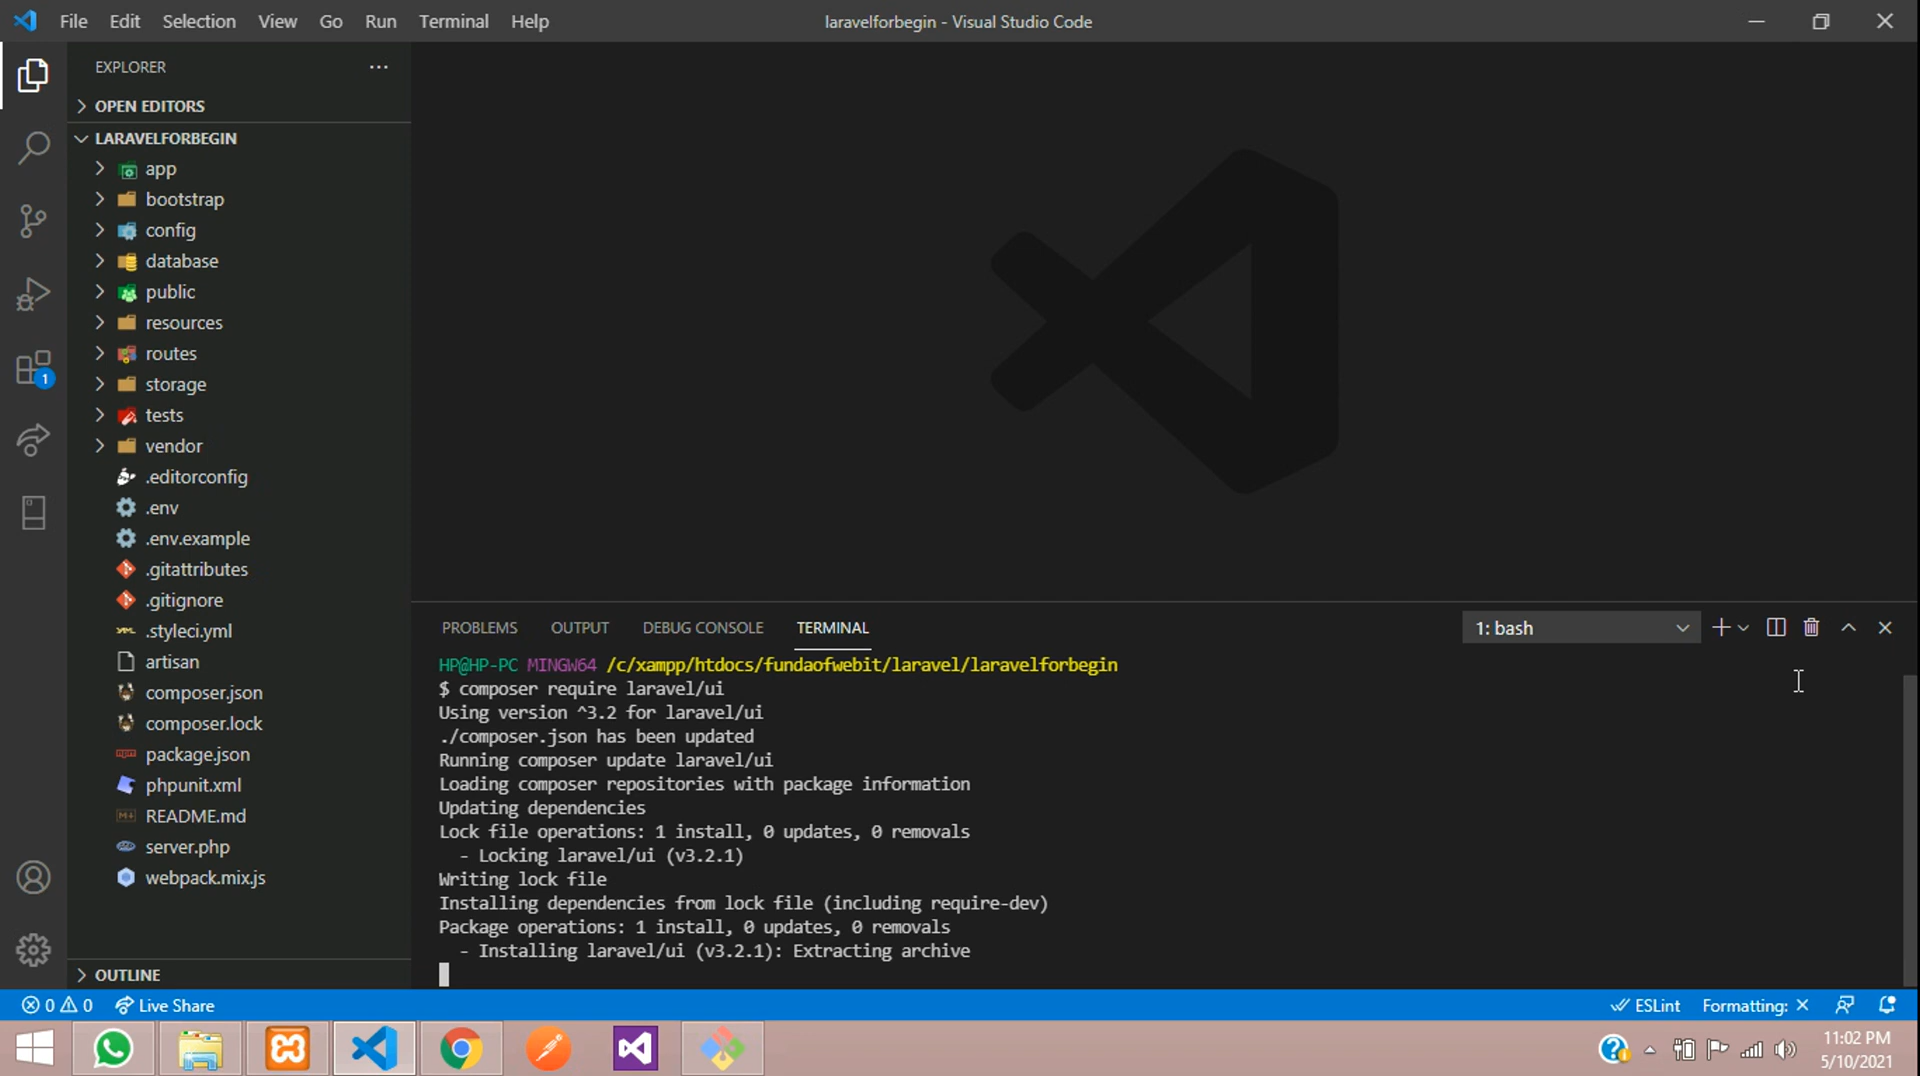 File Edit Selection View Go Run Terminal Help
laravelforbegin - Visual Studio Code
EXPLORER
OPEN EDITORS
LARAVELFORBEGIN
app
bootstrap
config
database
public
resources
routes
storage
tests
vendor
.editorconfig
.env
.env.example
.gitattributes
.gitignore
.styleci.yml
artisan
composer.json
composer.lock
package.json
phpunit.xml
README.md
server.php
webpack.mix.js
OUTLINE
1
PROBLEMS OUTPUT DEBUG CONSOLE TERMINAL
1: bash
HP@HP-PC MINGW64 /c/xampp/htdocs/fundaofwebit/laravel/laravelforbegin
$ composer require laravel/ui
Using version ^3.2 for laravel/ui
./composer.json has been updated
Running composer update laravel/ui
Loading composer repositories with package information
Updating dependencies
Lock file operations: 1 install, 0 updates, 0 removals
- Locking laravel/ui (v3.2.1)
Writing lock file
Installing dependencies from lock file (including require-dev)
Package operations: 1 install, 0 updates, 0 removals
- Installing laravel/ui (v3.2.1): Extracting archive
0 0 Live Share
ESLint Formatting: ×
11:02 PM
5/10/2021